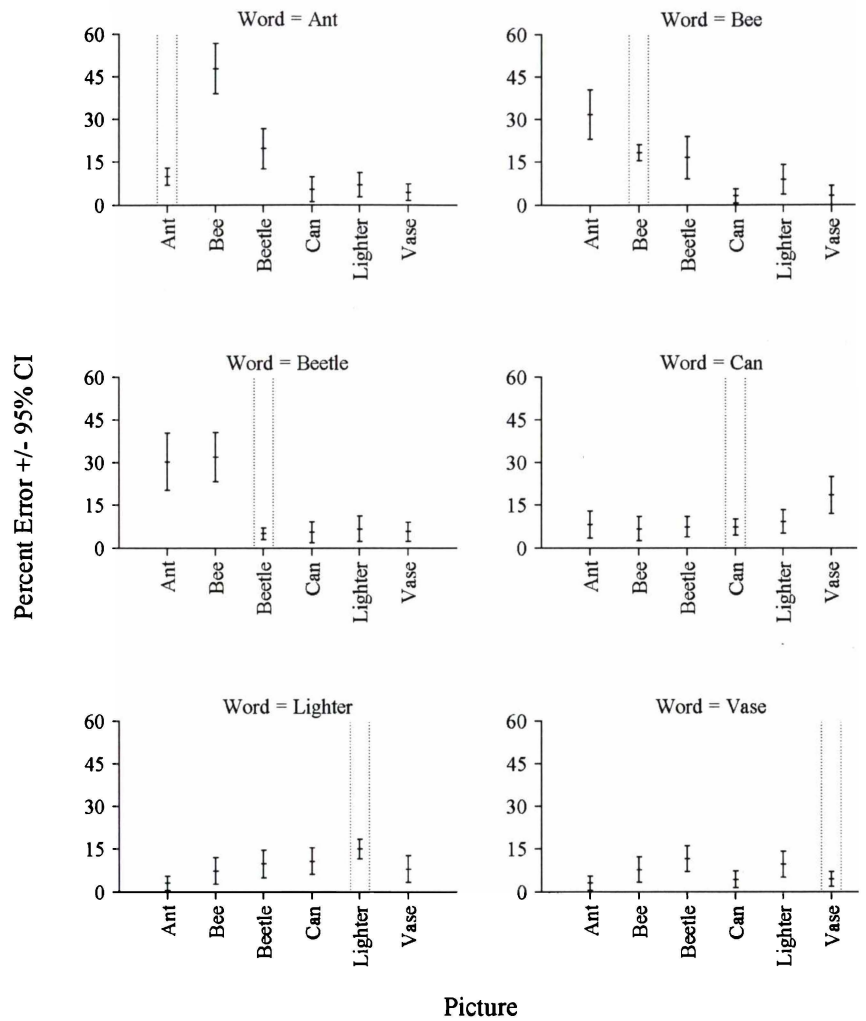 Word = Ant
60
45
30
15
0
Ant
Bee
Beetle
Can
Lighter
Vase
Word = Bee
60
45
30
15
0
Ant
Bee
Beetle
Can
Lighter
Vase
Percent Error +/- 95% CI
Word = Beetle
60
45
30
15
0
Ant
Bee
Beetle
Can
Lighter
Vase
Word = Can
60
45
30
15
0
Ant
Bee
Beetle
Can
Lighter
Vase
Word = Lighter
60
45
30
15
0
Ant
Bee
Beetle
Can
Lighter
Vase
Word = Vase
60
45
30
15
0
Ant
Bee
Beetle
Can
Lighter
Vase
Picture